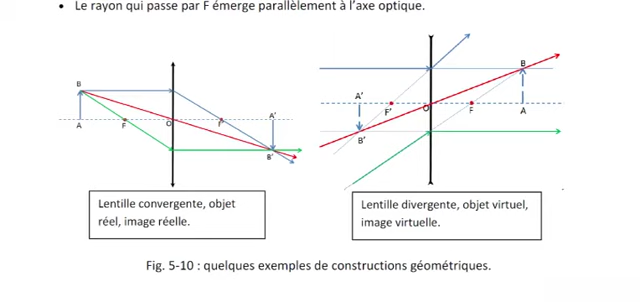 • Le rayon qui passe par F émerge parallèlement à l'axe optique.
B
A
F
O
F'
A'
B'
Lentille convergente, objet
réel, image réelle.
A'
F'
B'
O
F
B
A
Lentille divergente, objet virtuel,
image virtuelle.
Fig. 5-10 : quelques exemples de constructions géométriques.